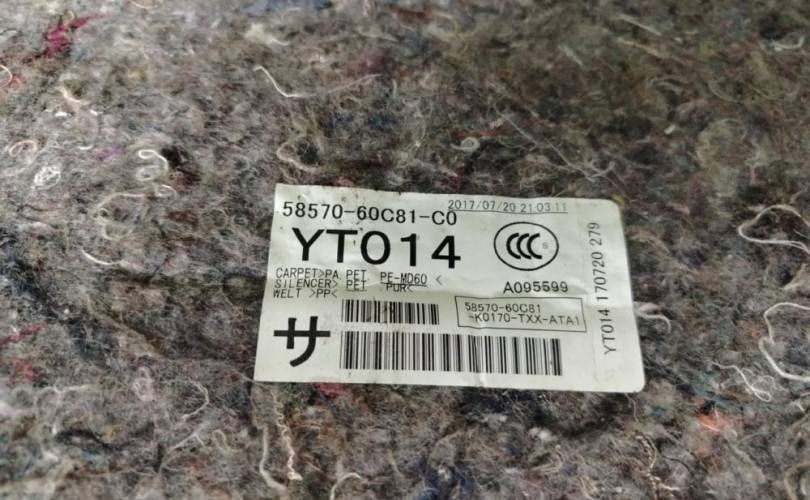 2017/07/20 21:03:11
58570-60C81-C0
YT014
CCC S
CARPET>PA PET PE-MD60 <
SILENCER> PET PUR<
WELT >PP<
A095599
58570-60C81
-K0170-TXX-ATA1
サ
YT014 170720 279